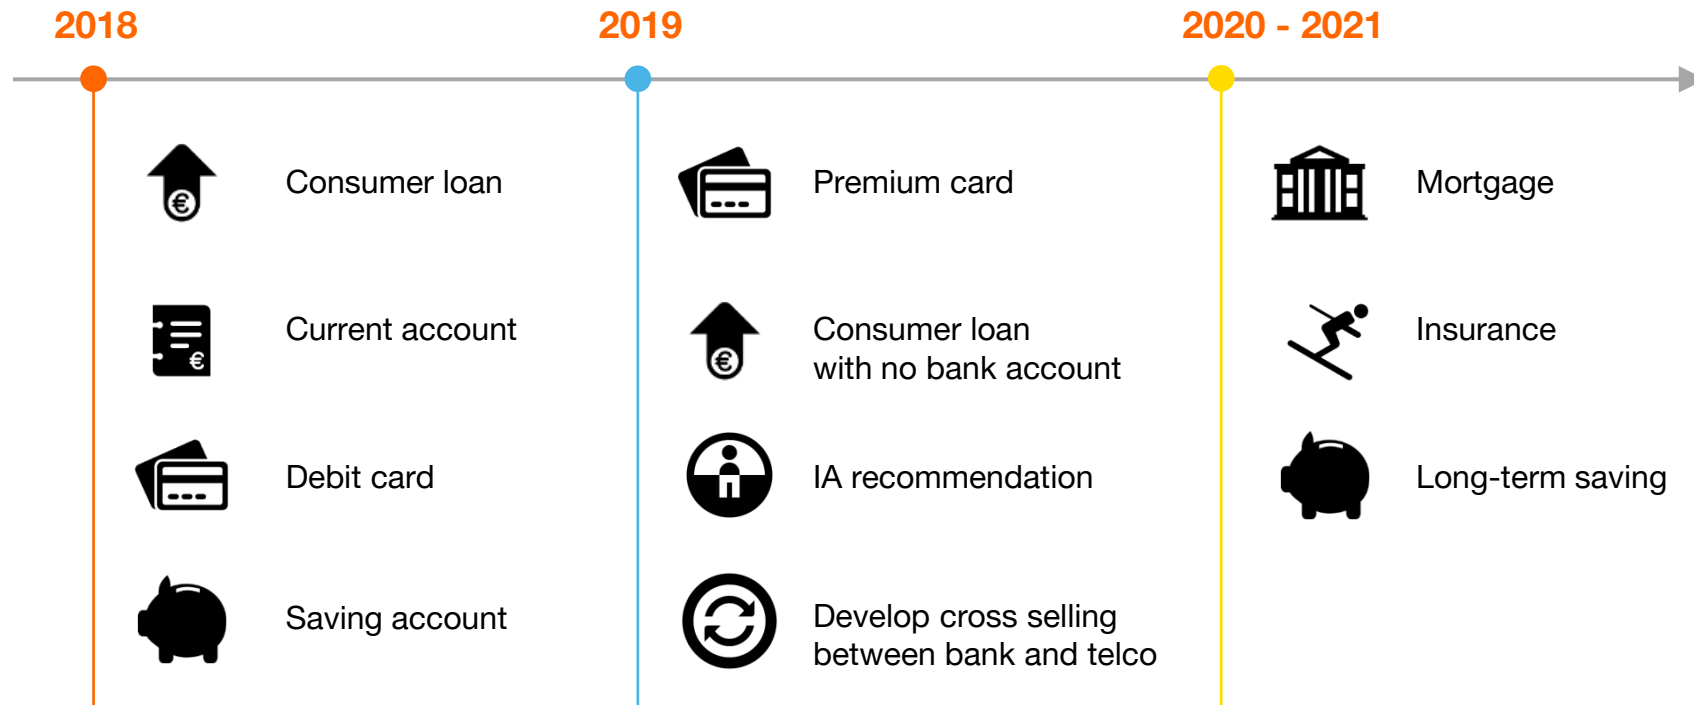 2018
Consumer loan
Current account
Debit card
Saving account
2019
Premium card
Consumer loan
with no bank account
IA recommendation
Develop cross selling
between bank and telco
2020 - 2021
Mortgage
Insurance
Long-term saving